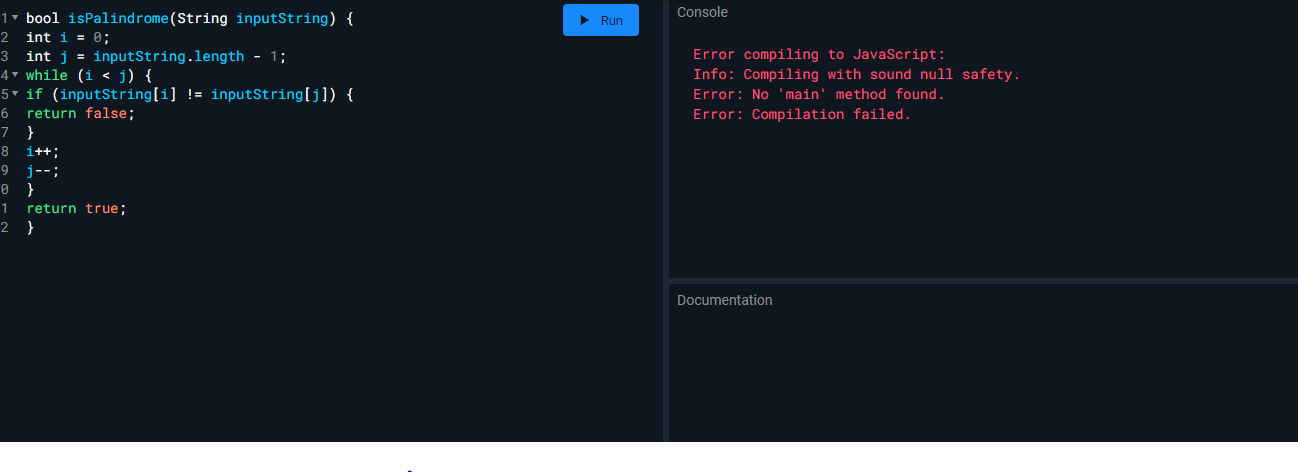 1 bool isPalindrome(String inputString) {
2 int i = 0;
3 int j = inputString.length - 1;
4 while (i < j) {
5 if (inputString[i] != inputString[j]) {
6 return false;
7 }
8 i++;
9 j--;
0 }
1 return true;
2 }
Run
Console
Error compiling to JavaScript:
Info: Compiling with sound null safety.
Error: No 'main' method found.
Error: Compilation failed.
Documentation